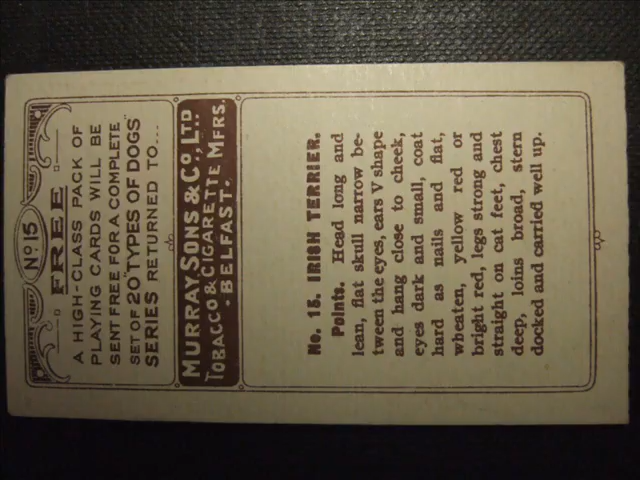 No 15
FREE
A HIGH-CLASS PACK OF
PLAYING CARDS WILL BE
SENT FREE FOR A COMPLETE
SET OF 20 "TYPES OF DOGS"
SERIES RETURNED TO...
MURRAY, SONS & Co., LTD.
TOBACCO & CIGARETTE MFRS.
·BELFAST·
No. 15. IRISH TERRIER.
Points. Head long and
lean, flat skull narrow be-
tween the eyes, ears V shape
and hang close to cheek,
eyes dark and small, coat
hard as nails and flat,
wheaten, yellow red or
bright red, legs strong and
straight on cat feet, chest
deep, loins broad, stern
docked and carried well up.